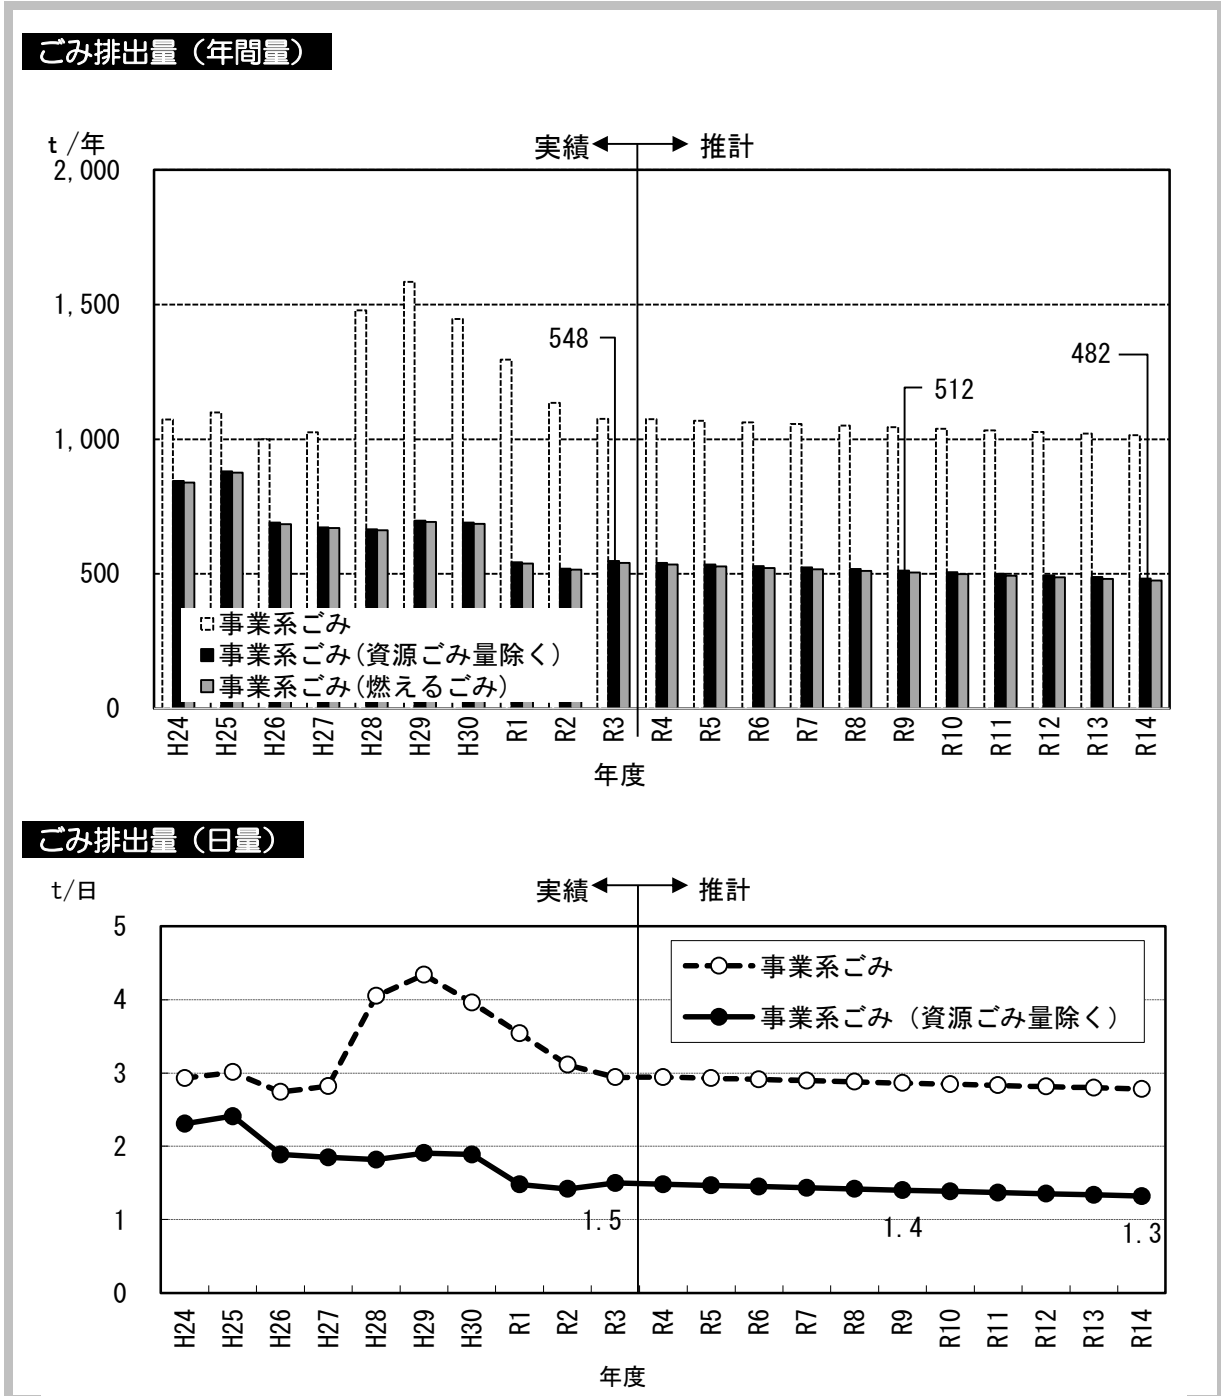 ごみ排出量（年間量）
t /年
実績 推計
2,000
1,500
1,000
500
0
548
512
482
事業系ごみ
事業系ごみ(資源ごみ量除く)
事業系ごみ(燃えるごみ)
H24 H25 H26 H27 H28 H29 H30 R1 R2 R3 R4 R5 R6 R7 R8 R9 R10 R11 R12 R13 R14
年度
ごみ排出量（日量）
t/日
実績 推計
5
4
3
2
1
0
事業系ごみ
事業系ごみ（資源ごみ量除く）
1.5
1.4
1.3
H24 H25 H26 H27 H28 H29 H30 R1 R2 R3 R4 R5 R6 R7 R8 R9 R10 R11 R12 R13 R14
年度